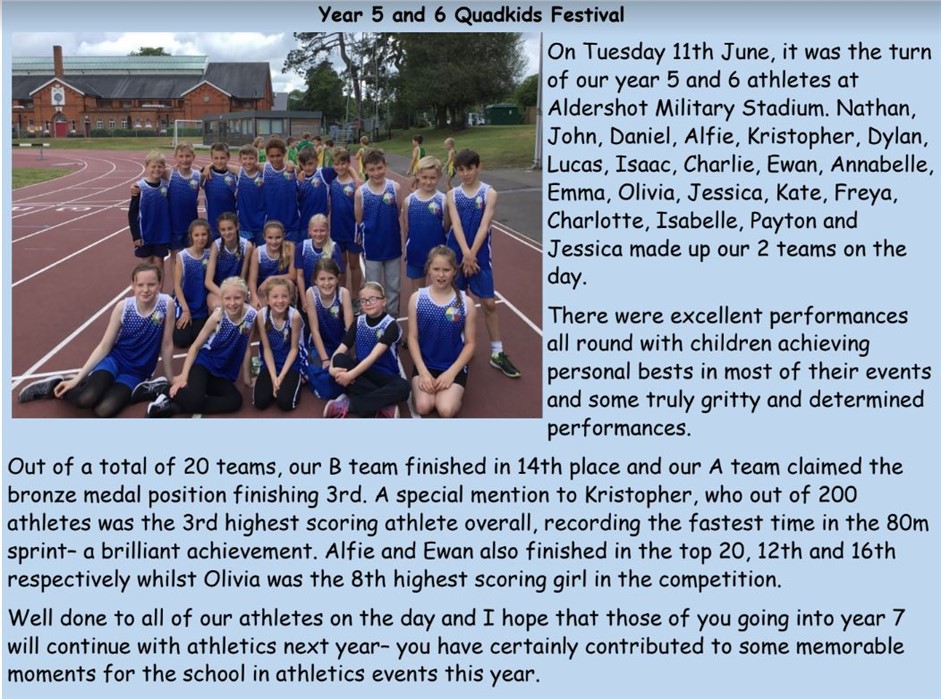 Year 5 and 6 Quadkids Festival
On Tuesday 11th June, it was the turn
of our year 5 and 6 athletes at
Aldershot Military Stadium. Nathan,
John, Daniel, Alfie, Kristopher, Dylan,
Lucas, Isaac, Charlie, Ewan, Annabelle,
Emma, Olivia, Jessica, Kate, Freya,
Charlotte, Isabelle, Payton and
Jessica made up our 2 teams on the
day.
There were excellent performances
all round with children achieving
personal bests in most of their events
and some truly gritty and determined
performances.
Out of a total of 20 teams, our B team finished in 14th place and our A team claimed the
bronze medal position finishing 3rd. A special mention to Kristopher, who out of 200
athletes was the 3rd highest scoring athlete overall, recording the fastest time in the 80m
sprint– a brilliant achievement. Alfie and Ewan also finished in the top 20, 12th and 16th
respectively whilst Olivia was the 8th highest scoring girl in the competition.
Well done to all of our athletes on the day and I hope that those of you going into year 7
will continue with athletics next year– you have certainly contributed to some memorable
moments for the school in athletics events this year.